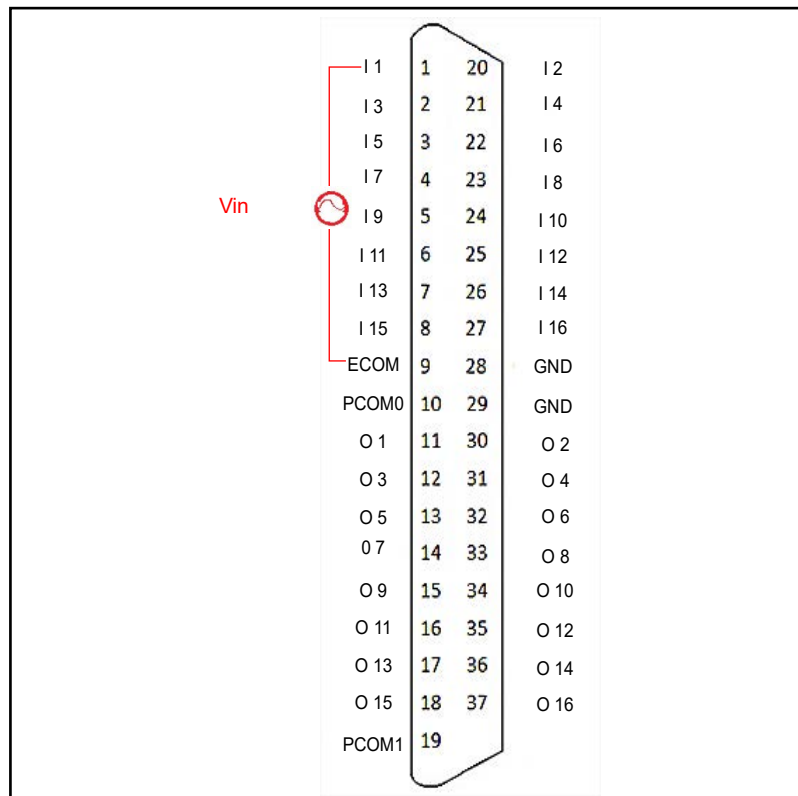 I 1 1 20 I 2
I 3 2 21 I 4
I 5 3 22 I 6
I 7 4 23 I 8
Vin
I 9 5 24 I 10
I 11 6 25 I 12
I 13 7 26 I 14
I 15 8 27 I 16
ECOM 9 28 GND
PCOM0 10 29 GND
O 1 11 30 O 2
O 3 12 31 O 4
O 5 13 32 O 6
0 7 14 33 O 8
O 9 15 34 O 10
O 11 16 35 O 12
O 13 17 36 O 14
O 15 18 37 O 16
PCOM1 19